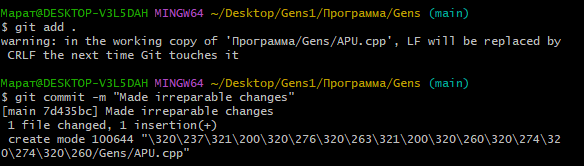 Марат@DESKTOP-V3L5DAH MINGW64 ~/Desktop/Gens1/Программа/Gens (main)
$ git add .
warning: in the working copy of 'Программа/Gens/APU.cpp', LF will be replaced by
 CRLF the next time Git touches it
Марат@DESKTOP-V3L5DAH MINGW64 ~/Desktop/Gens1/Программа/Gens (main)
$ git commit -m "Made irreparable changes"
[main 7d435bc] Made irreparable changes
 1 file changed, 1 insertion(+)
 create mode 100644 "\320\237\321\200\320\276\320\263\321\200\320\260\320\274\32
0\274\320\260/Gens/APU.cpp"